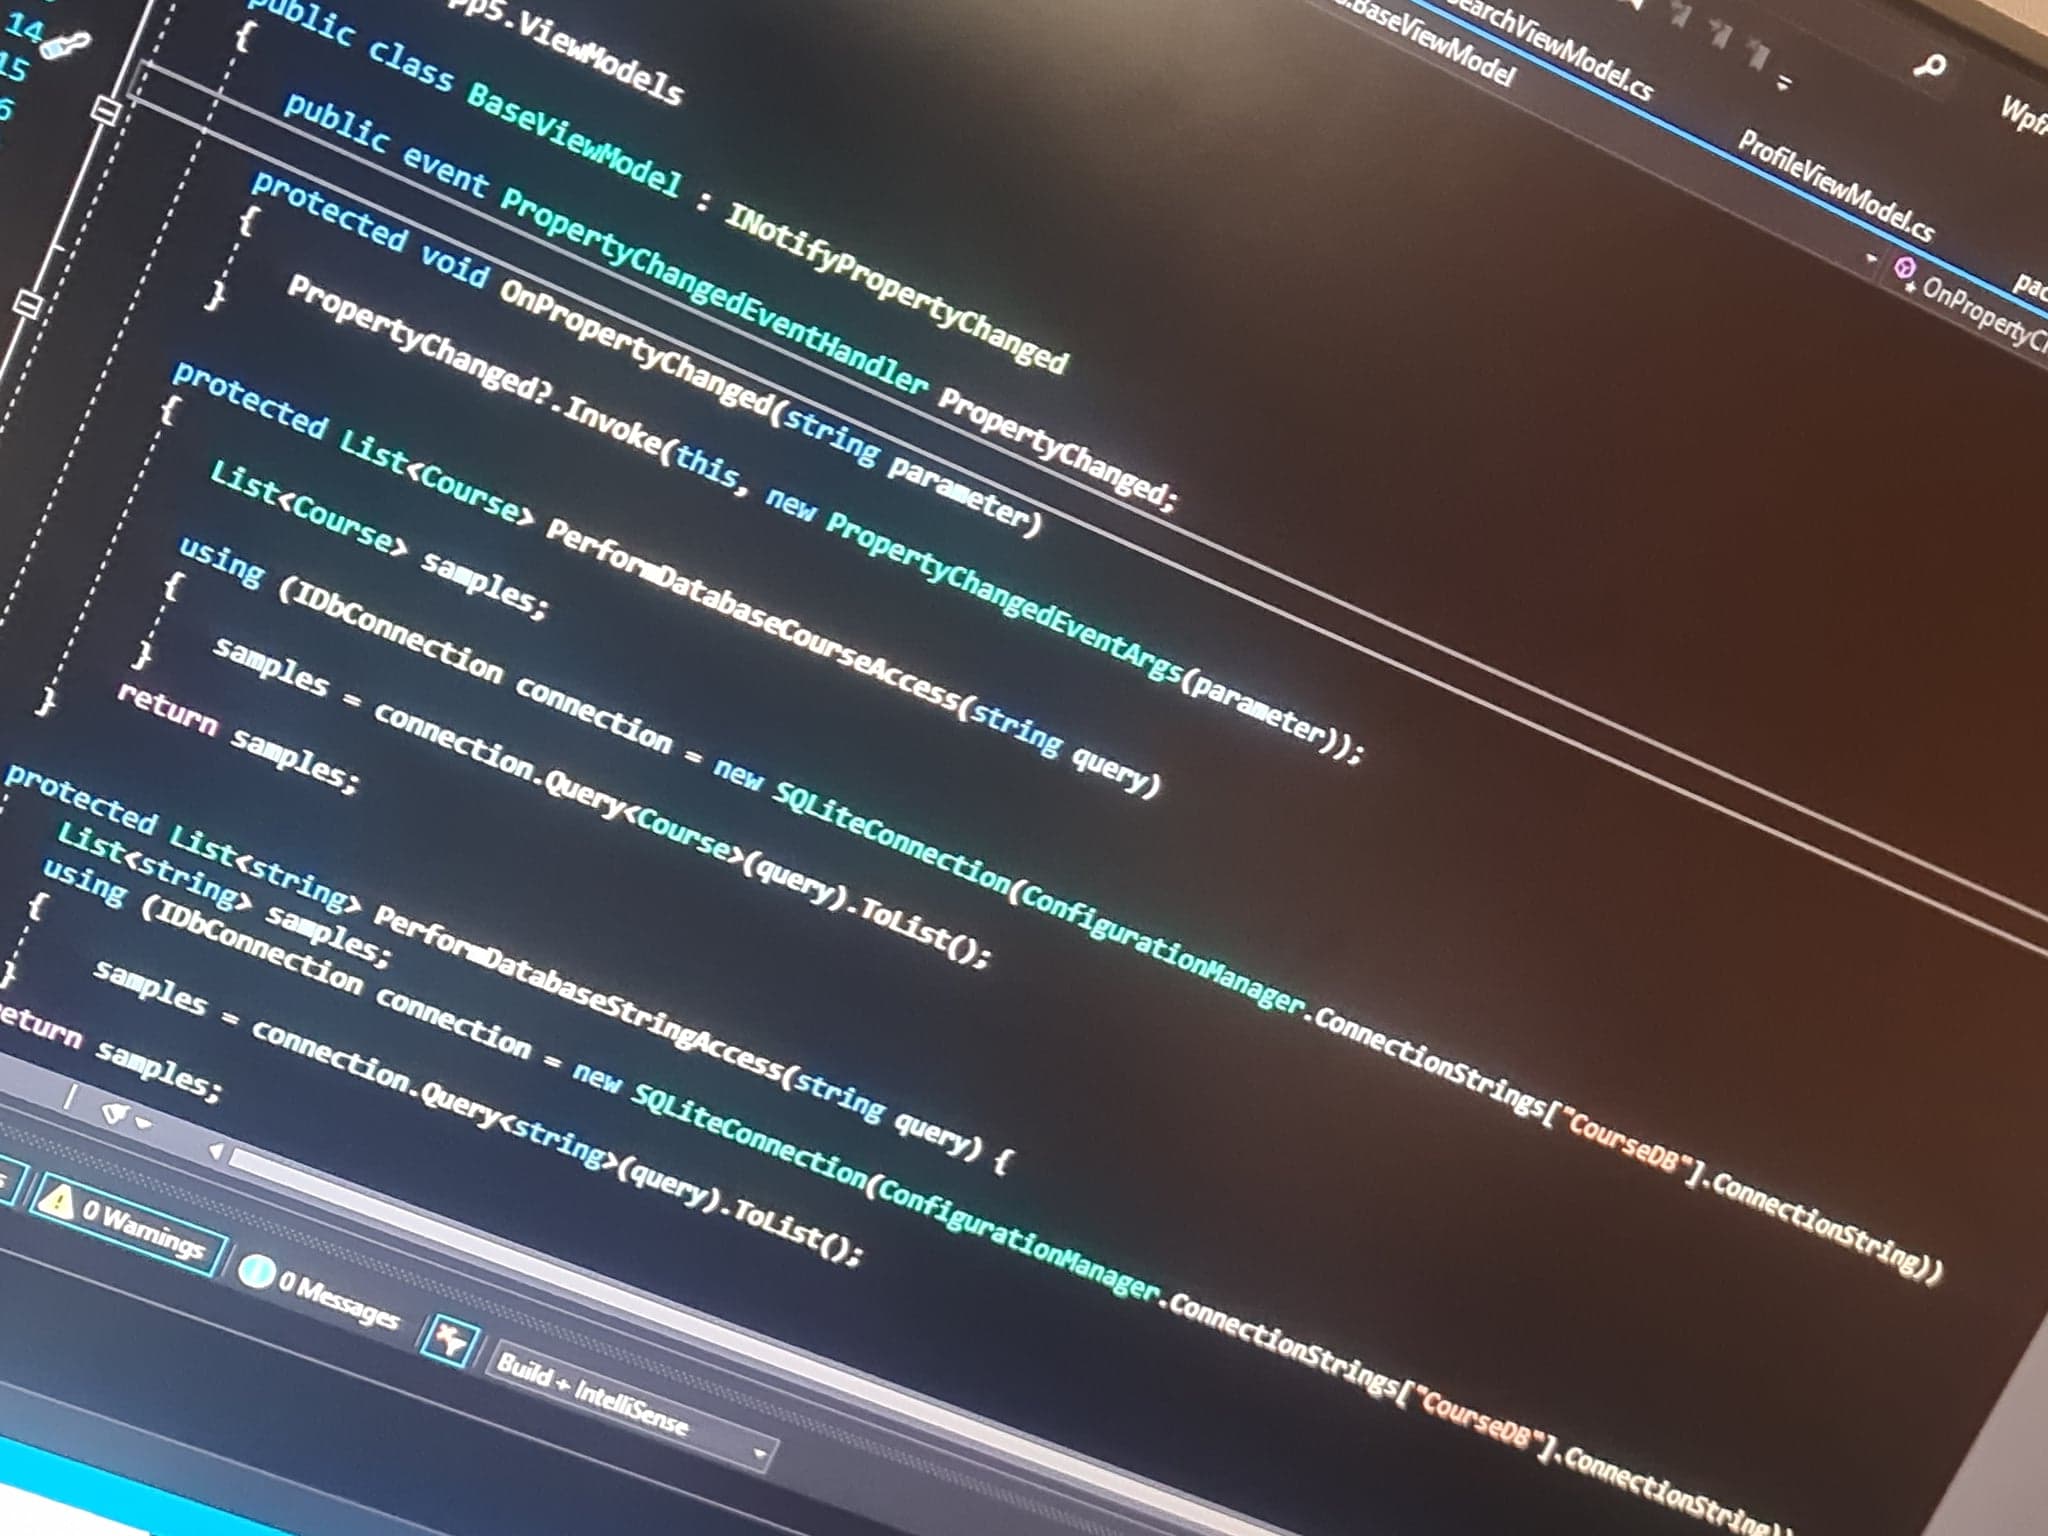 SearchViewModel.cs
ProfileViewModel.cs
.BaseViewModel
OnPropertyCh
14
15
6
pp5.ViewModels
public class BaseViewModel : INotifyPropertyChanged
{
public event PropertyChangedEventHandler PropertyChanged;
protected void OnPropertyChanged(string parameter)
{
PropertyChanged?.Invoke(this, new PropertyChangedEventArgs(parameter));
}
protected List<Course> PerformDatabaseCourseAccess(string query)
{
List<Course> samples;
using (IDbConnection connection = new SQLiteConnection(ConfigurationManager.ConnectionStrings["CourseDB"].ConnectionString))
{
samples = connection.Query<Course>(query).ToList();
}
return samples;
}
protected List<string> PerformDatabaseStringAccess(string query) {
List<string> samples;
using (IDbConnection connection = new SQLiteConnection(ConfigurationManager.ConnectionStrings["CourseDB"].ConnectionString))
{
samples = connection.Query<string>(query).ToList();
}
return samples;
0 Warnings
0 Messages
Build + IntelliSense